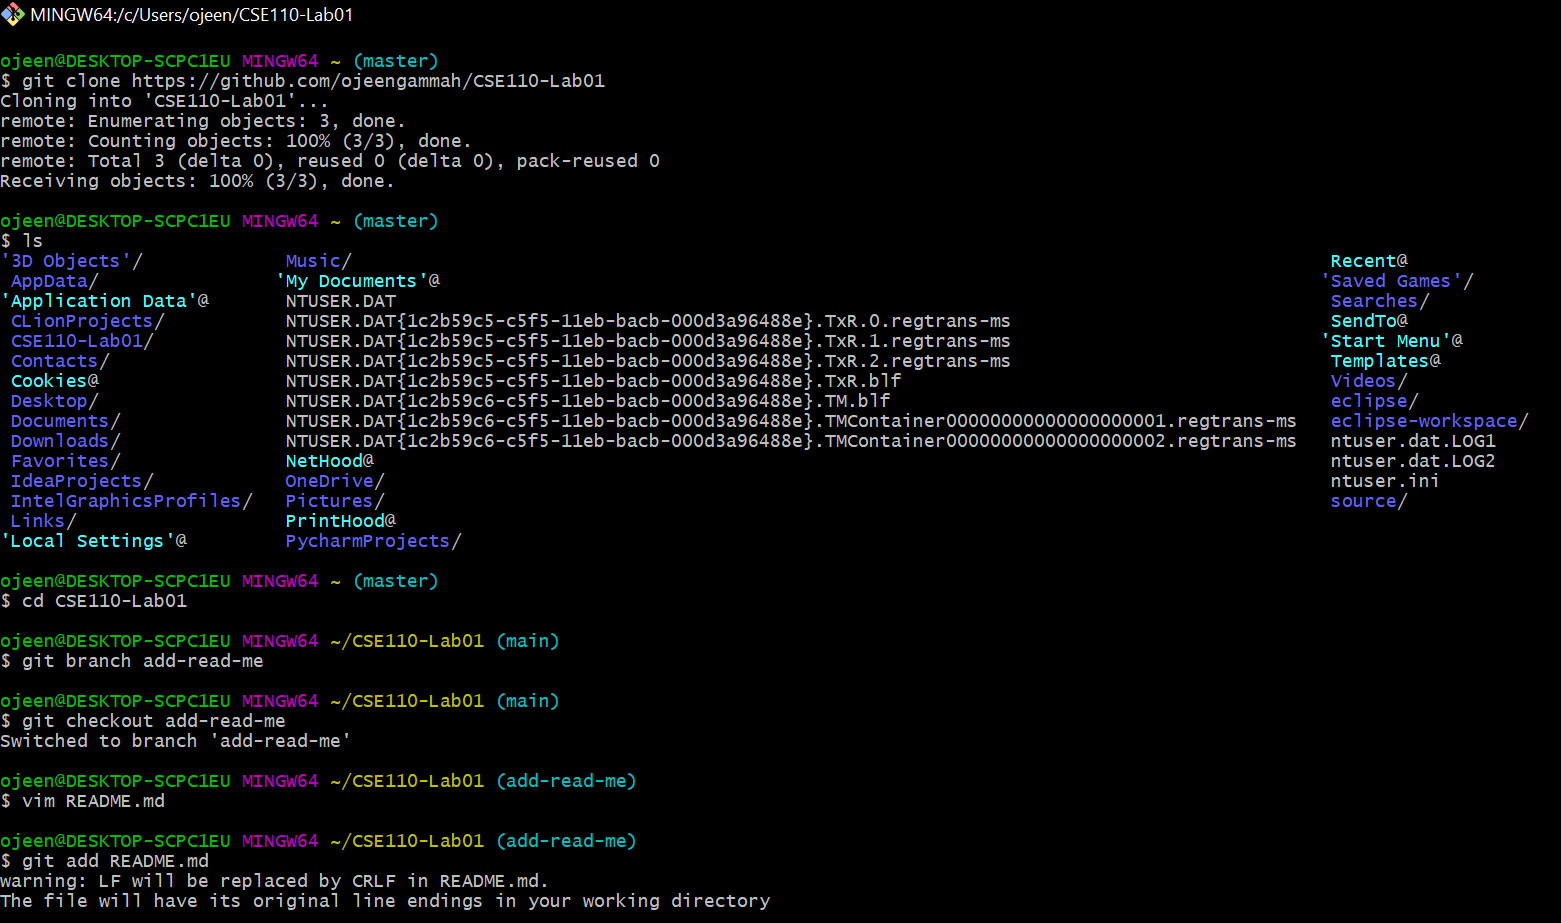 MINGW64:/c/Users/ojeen/CSE110-Lab01
ojeen@DESKTOP-SCPC1EU MINGW64 ~ (master)
$ git clone https://github.com/ojeengammah/CSE110-Lab01
Cloning into 'CSE110-Lab01'...
remote: Enumerating objects: 3, done.
remote: Counting objects: 100% (3/3), done.
remote: Total 3 (delta 0), reused 0 (delta 0), pack-reused 0
Receiving objects: 100% (3/3), done.
ojeen@DESKTOP-SCPC1EU MINGW64 ~ (master)
$ ls
'3D Objects'/ Music/ Recent@
AppData/ 'My Documents'@ 'Saved Games'/
'Application Data'@ NTUSER.DAT Searches/
CLionProjects/ NTUSER.DAT{1c2b59c5-c5f5-11eb-bacb-000d3a96488e}.TxR.0.regtrans-ms SendTo@
CSE110-Lab01/ NTUSER.DAT{1c2b59c5-c5f5-11eb-bacb-000d3a96488e}.TxR.1.regtrans-ms 'Start Menu'@
Contacts/ NTUSER.DAT{1c2b59c5-c5f5-11eb-bacb-000d3a96488e}.TxR.2.regtrans-ms Templates@
Cookies@ NTUSER.DAT{1c2b59c5-c5f5-11eb-bacb-000d3a96488e}.TxR.blf Videos/
Desktop/ NTUSER.DAT{1c2b59c6-c5f5-11eb-bacb-000d3a96488e}.TM.blf eclipse/
Documents/ NTUSER.DAT{1c2b59c6-c5f5-11eb-bacb-000d3a96488e}.TMContainer00000000000000000001.regtrans-ms eclipse-workspace/
Downloads/ NTUSER.DAT{1c2b59c6-c5f5-11eb-bacb-000d3a96488e}.TMContainer00000000000000000002.regtrans-ms ntuser.dat.LOG1
Favorites/ NetHood@ ntuser.dat.LOG2
IdeaProjects/ OneDrive/ ntuser.ini
IntelGraphicsProfiles/ Pictures/ source/
Links/ PrintHood@
'Local Settings'@ PycharmProjects/
ojeen@DESKTOP-SCPC1EU MINGW64 ~ (master)
$ cd CSE110-Lab01
ojeen@DESKTOP-SCPC1EU MINGW64 ~/CSE110-Lab01 (main)
$ git branch add-read-me
ojeen@DESKTOP-SCPC1EU MINGW64 ~/CSE110-Lab01 (main)
$ git checkout add-read-me
Switched to branch 'add-read-me'
ojeen@DESKTOP-SCPC1EU MINGW64 ~/CSE110-Lab01 (add-read-me)
$ vim README.md
ojeen@DESKTOP-SCPC1EU MINGW64 ~/CSE110-Lab01 (add-read-me)
$ git add README.md
warning: LF will be replaced by CRLF in README.md.
The file will have its original line endings in your working directory